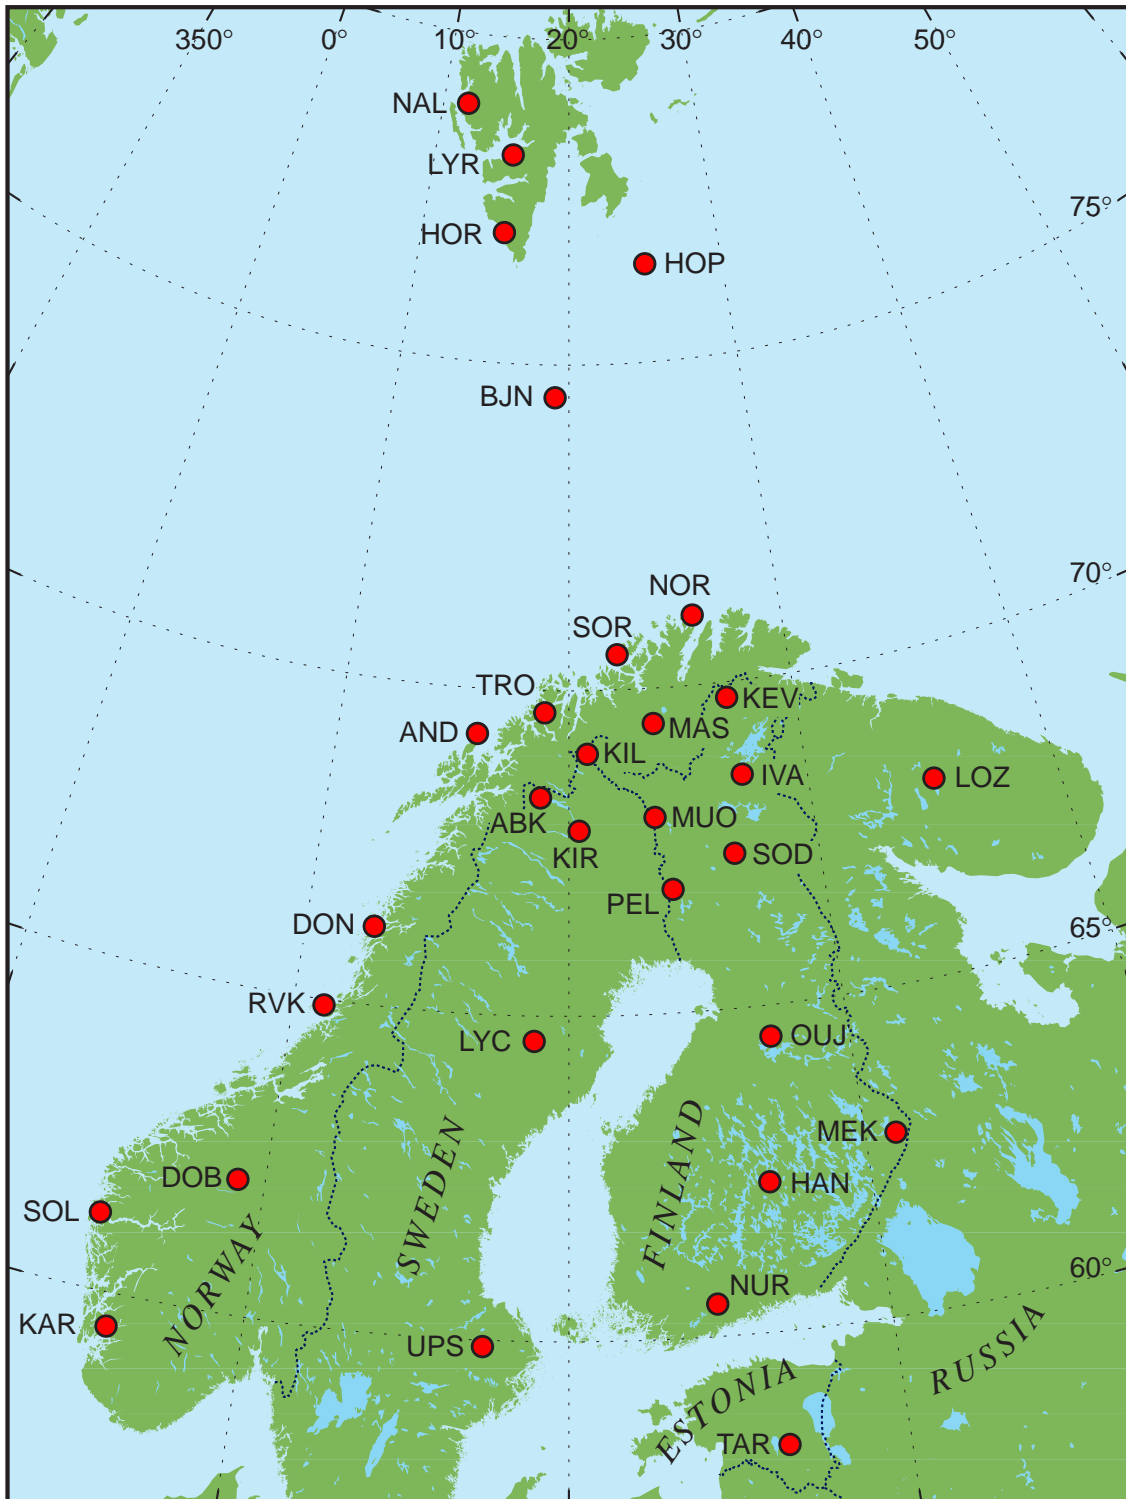 350° 0° 10° 20° 30° 40° 50°
NAL
LYR
75°
HOR
HOP
BJN
70°
NOR
SOR
TRO
KEV
AND
MAS
KIL
IVA
LOZ
ABK
MUO
KIR
SOD
PEL
DON
65°
RVK
LYC
OUJ
MEK
SWEDEN
FINLAND
DOB
HAN
SOL
NORWAY
60°
NUR
KAR
UPS
RUSSIA
ESTONIA
TAR